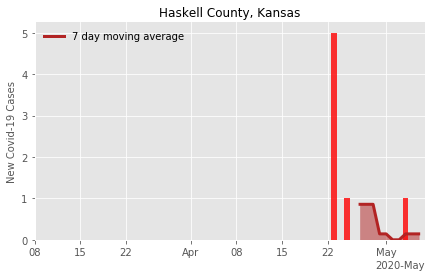 Haskell County, Kansas
7 day moving average
New Covid-19 Cases
5
4
3
2
1
0
08
15
22
Apr
08
15
22
May
2020-May